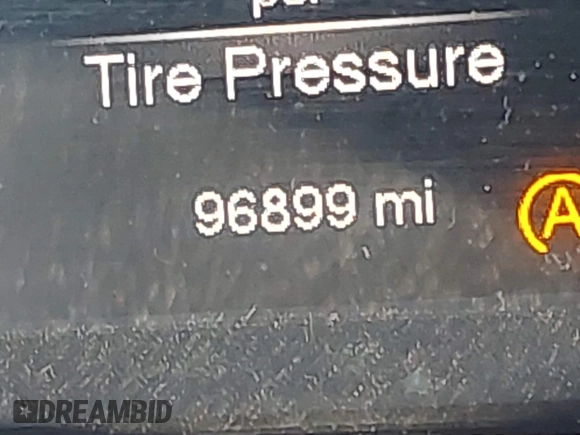 Tire Pressure
96899 mi
A
DREAMBID